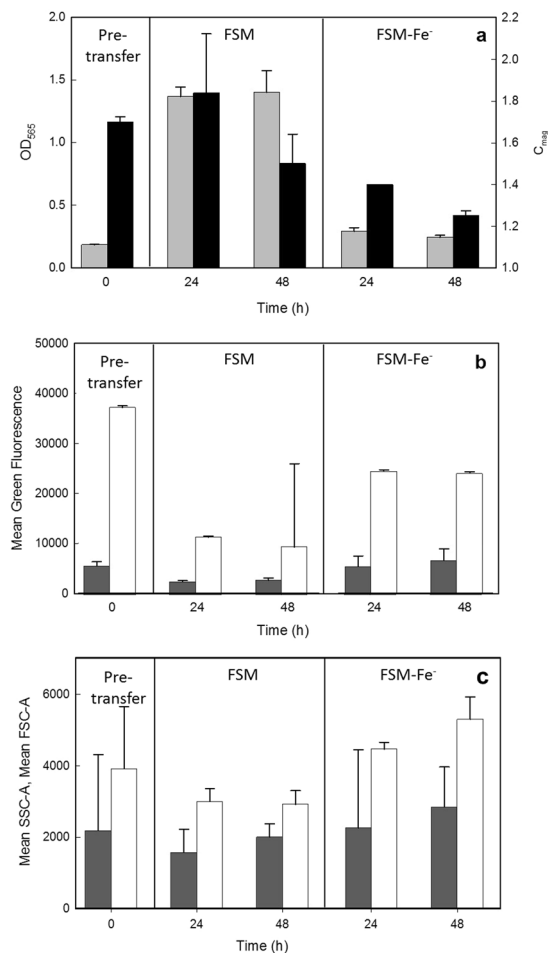 Pre-
transfer
FSM
FSM-Fe-
a
2.0
1.5
1.0
0.5
0.0
OD565
2.2
2.0
1.8
1.6
1.4
1.2
1.0
Cmag
0
24
48
24
48
Time (h)
Pre-
transfer
FSM
FSM-Fe-
b
50000
40000
30000
20000
10000
0
Mean Green Fluorescence
0
24
48
24
48
Time (h)
Pre-
transfer
FSM
FSM-Fe-
c
6000
4000
2000
0
Mean SSC-A, Mean FSC-A
0
24
48
24
48
Time (h)